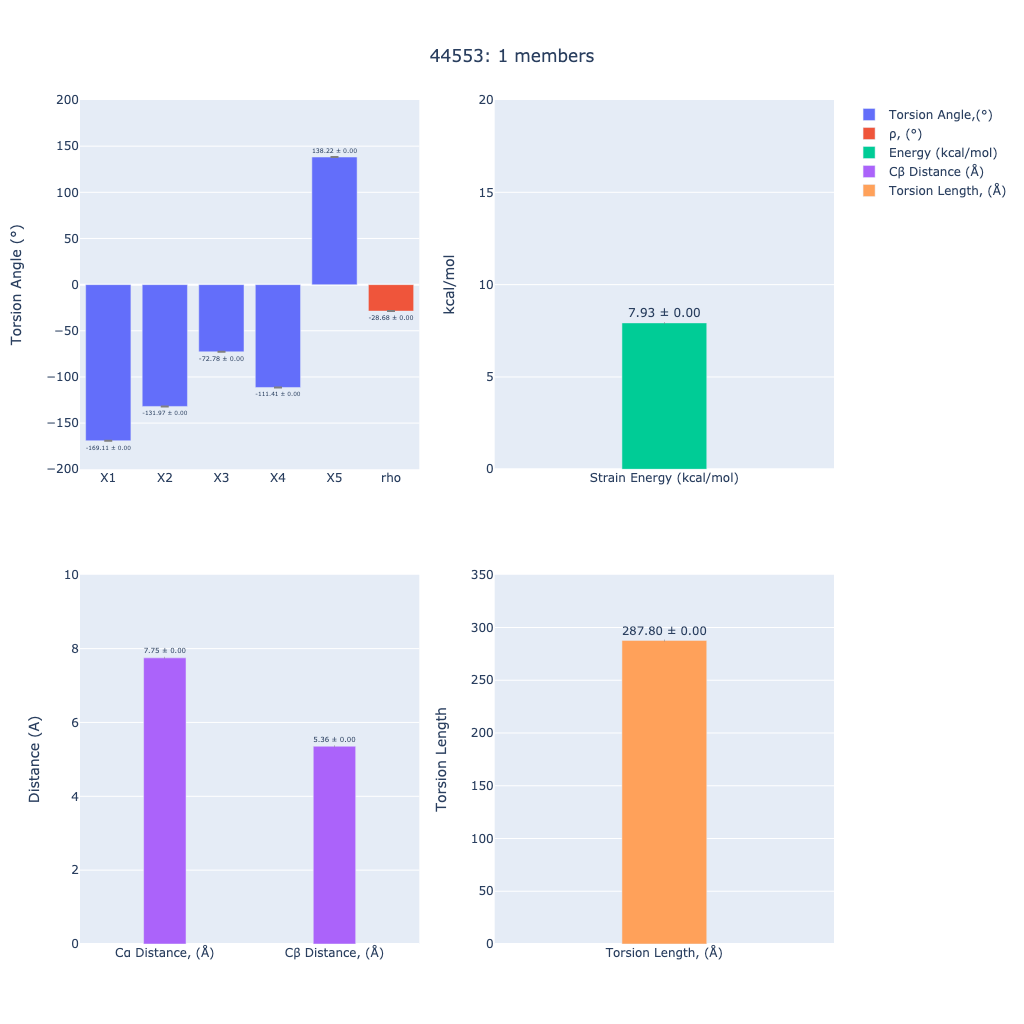 44553: 1 members
200
150
100
50
0
−50
−100
−150
−200
Torsion Angle (°)
138.22 ± 0.00
-28.68 ± 0.00
-72.78 ± 0.00
-111.41 ± 0.00
-131.97 ± 0.00
-169.11 ± 0.00
X1 X2 X3 X4 X5 rho
20
15
10
5
0
kcal/mol
7.93 ± 0.00
Strain Energy (kcal/mol)
Torsion Angle,(°)
ρ, (°)
Energy (kcal/mol)
Cβ Distance (Å)
Torsion Length, (Å)
10
8
6
4
2
0
Distance (A)
7.75 ± 0.00
5.36 ± 0.00
Cα Distance, (Å) Cβ Distance, (Å)
350
300
250
200
150
100
50
0
Torsion Length
287.80 ± 0.00
Torsion Length, (Å)